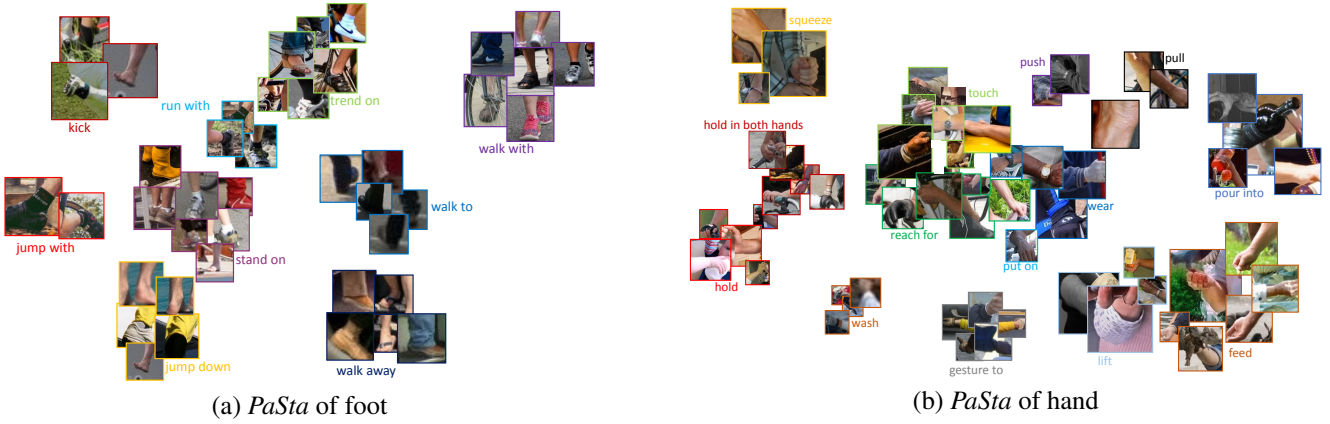 kick
run with
trend on
walk with
jump with
stand on
walk to
jump down
walk away
(a) PaSta of foot
squeeze
touch
push
pull
hold in both hands
pour into
reach for
wear
put on
hold
wash
gesture to
lift
feed
(b) PaSta of hand